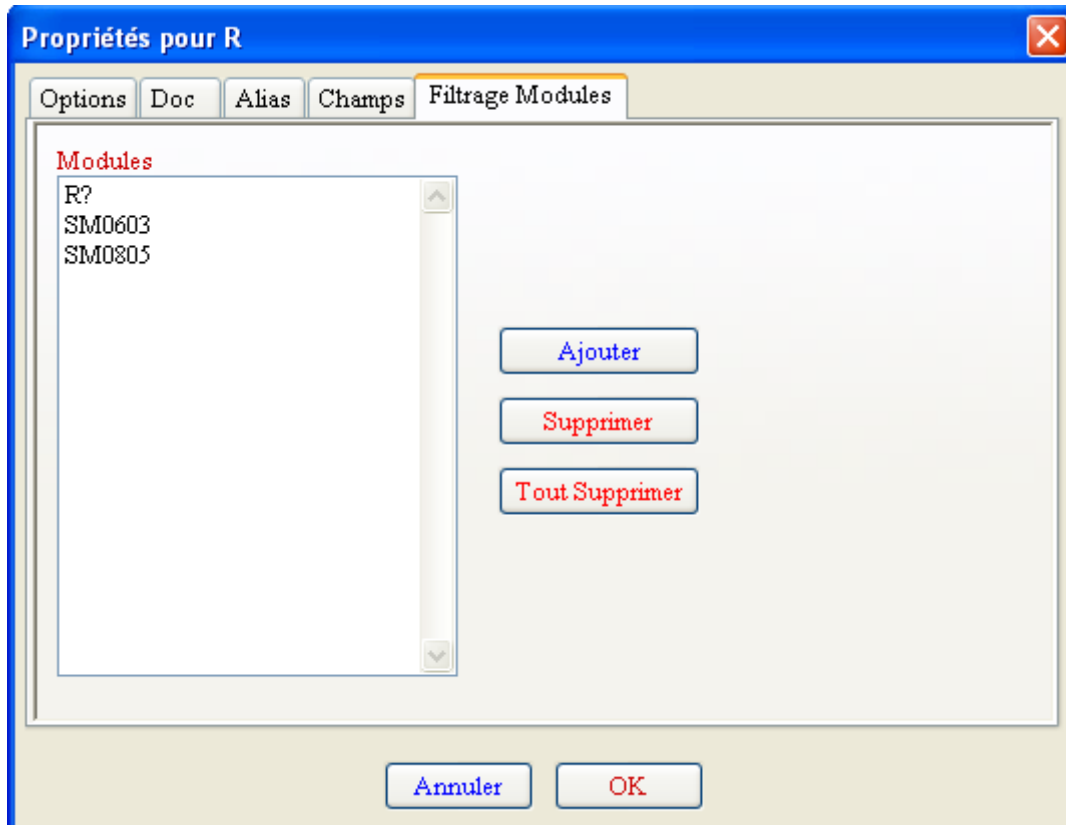 Propriétés pour R
Options Doc Alias Champs Filtrage Modules
Modules
R?
SM0603
SM0805
Ajouter
Supprimer
Tout Supprimer
Annuler OK